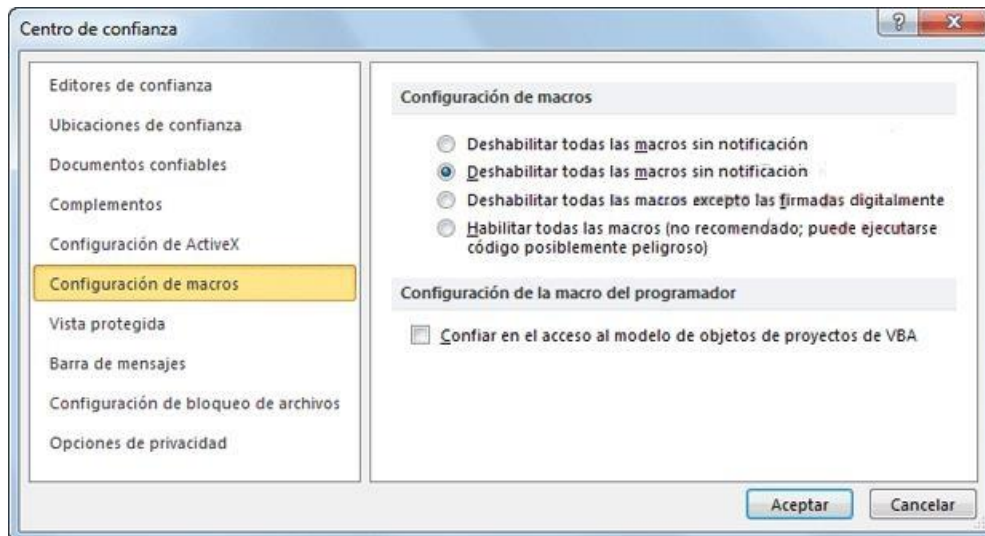 Centro de confianza
Editores de confianza
Ubicaciones de confianza
Documentos confiables
Complementos
Configuración de ActiveX
Configuración de macros
Vista protegida
Barra de mensajes
Configuración de bloqueo de archivos
Opciones de privacidad
Configuración de macros
Deshabilitar todas las macros sin notificación
Deshabilitar todas las macros sin notificación
Deshabilitar todas las macros excepto las firmadas digitalmente
Habilitar todas las macros (no recomendado; puede ejecutarse
código posiblemente peligroso)
Configuración de la macro del programador
Confiar en el acceso al modelo de objetos de proyectos de VBA
Aceptar
Cancelar